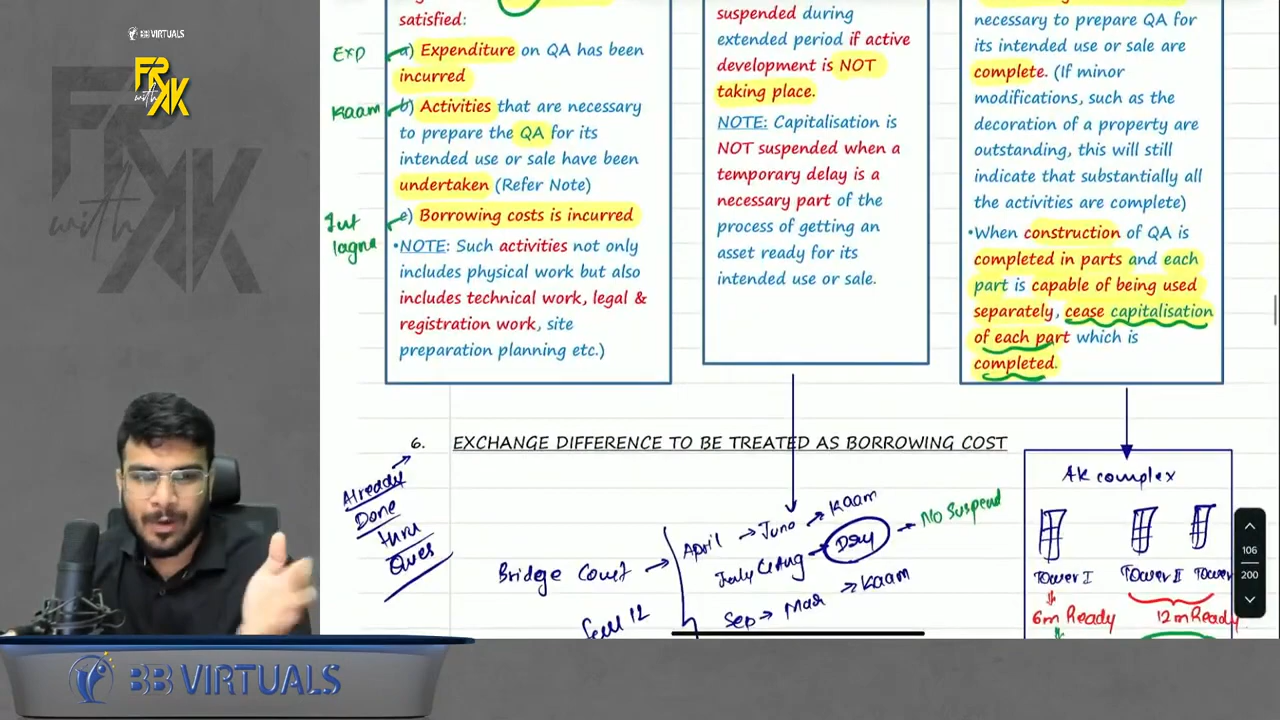 BB VIRTUALS
FR
with
AK
FR
with
AK
satisfied:
a) Expenditure on QA has been
incurred
b) Activities that are necessary
to prepare the QA for its
intended use or sale have been
undertaken (Refer Note)
c) Borrowing costs is incurred
•NOTE: Such activities not only
includes physical work but also
includes technical work, legal &
registration work, site
preparation planning etc.)
EXP
Kaam
Int
lagna
suspended during
extended period if active
development is NOT
taking place.
NOTE: Capitalisation is
NOT suspended when a
temporary delay is a
necessary part of the
process of getting an
asset ready for its
intended use or sale.
necessary to prepare QA for
its intended use or sale are
complete. (If minor
modifications, such as the
decoration of a property are
outstanding, this will still
indicate that substantially all
the activities are complete)
•When construction of QA is
completed in parts and each
part is capable of being used
separately, cease capitalisation
of each part which is
completed.
6. EXCHANGE DIFFERENCE TO BE TREATED AS BORROWING COST
Already
Done
thru
Ques
Bridge Const
April → June → Kaam
July & Aug → Dry → No Suspend
Sep → Mar → Kaam
AK complex
Tower I Tower II Tower
6m Ready 12m Ready
106
200
BB VIRTUALS